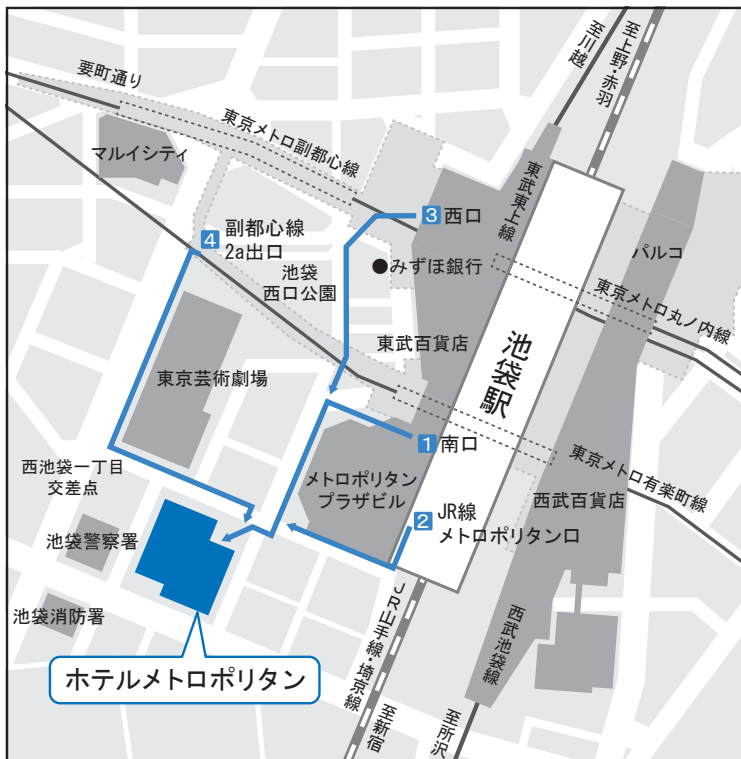 至川越
至上野・赤羽
要町通り
東京メトロ副都心線
マルイシティ
東武東上線
3 西口
4 副都心線
2a出口
池袋
西口公園
●みずほ銀行
パルコ
東京メトロ丸ノ内線
東武百貨店
池袋駅
東京芸術劇場
1 南口
東京メトロ有楽町線
西池袋一丁目
交差点
メトロポリタン
プラザビル
西武百貨店
2 JR線
メトロポリタン口
池袋警察署
池袋消防署
JR山手線・埼京線
西武池袋線
ホテルメトロポリタン
至新宿
至所沢